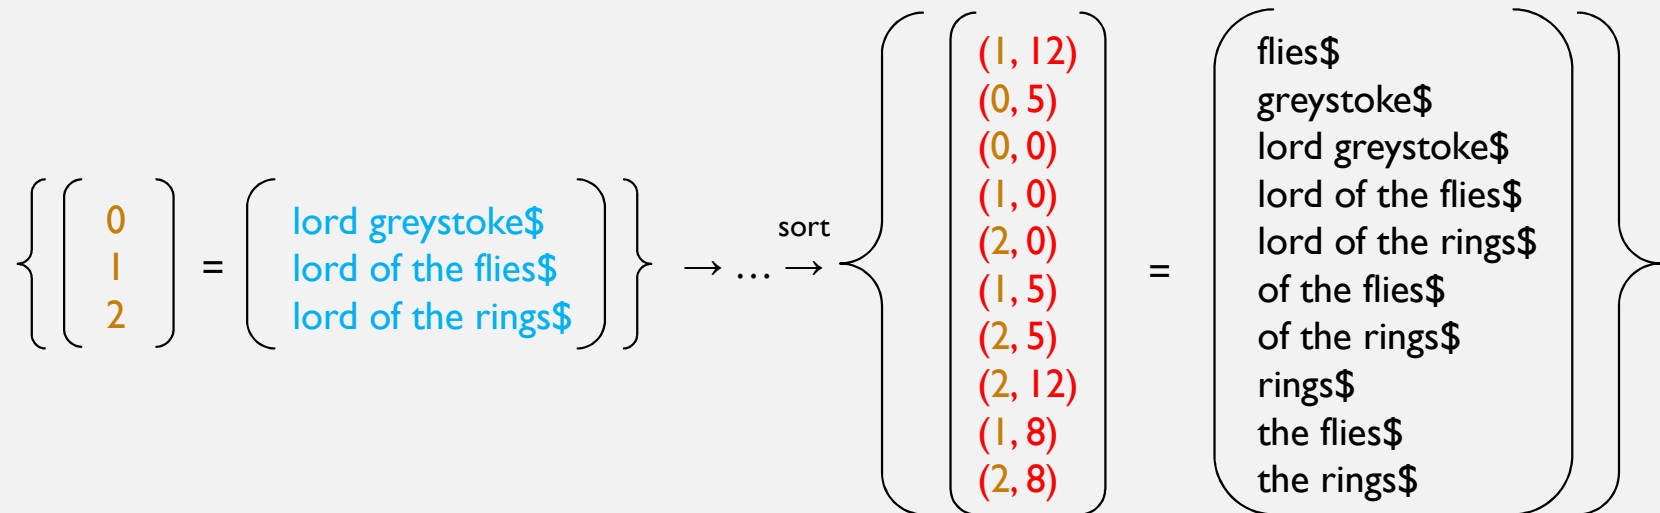 0
1
2
=
lord greystoke$
lord of the flies$
lord of the rings$
→ ... →
sort
(1, 12)
(0, 5)
(0, 0)
(1, 0)
(2, 0)
(1, 5)
(2, 5)
(2, 12)
(1, 8)
(2, 8)
=
flies$
greystoke$
lord greystoke$
lord of the flies$
lord of the rings$
of the flies$
of the rings$
rings$
the flies$
the rings$